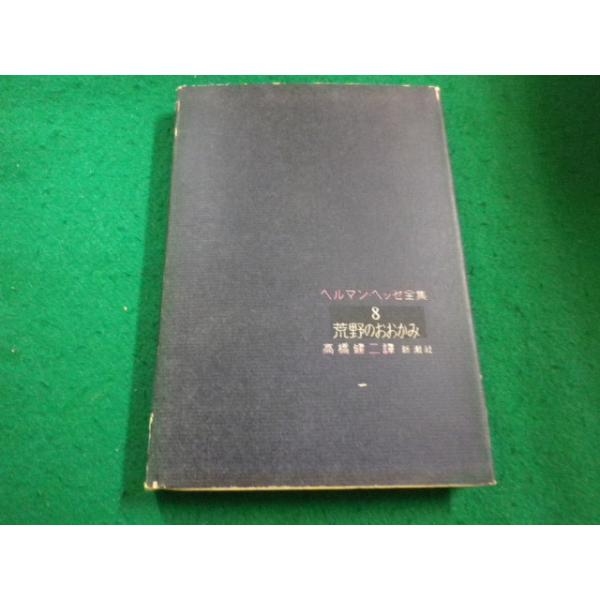 ヘルマン・ヘッセ全集
8
荒野のおおかみ
高橋健二譯 新潮社